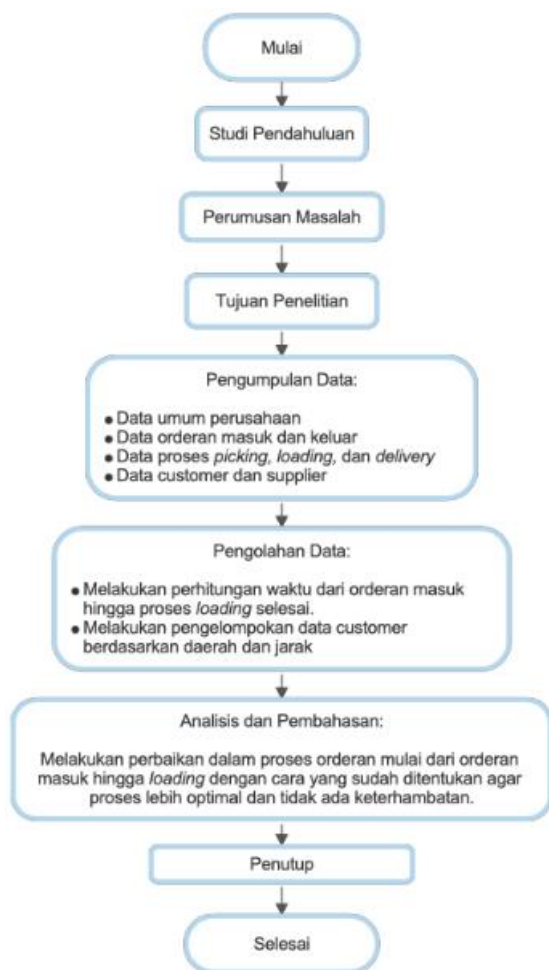 Mulai
Studi Pendahuluan
Perumusan Masalah
Tujuan Penelitian
Pengumpulan Data:
● Data umum perusahaan
● Data orderan masuk dan keluar
● Data proses picking, loading, dan delivery
● Data customer dan supplier
Pengolahan Data:
● Melakukan perhitungan waktu dari orderan masuk
hingga proses loading selesai.
● Melakukan pengelompokan data customer
berdasarkan daerah dan jarak
Analisis dan Pembahasan:
Melakukan perbaikan dalam proses orderan mulai dari orderan
masuk hingga loading dengan cara yang sudah ditentukan agar
proses lebih optimal dan tidak ada keterhambatan.
Penutup
Selesai